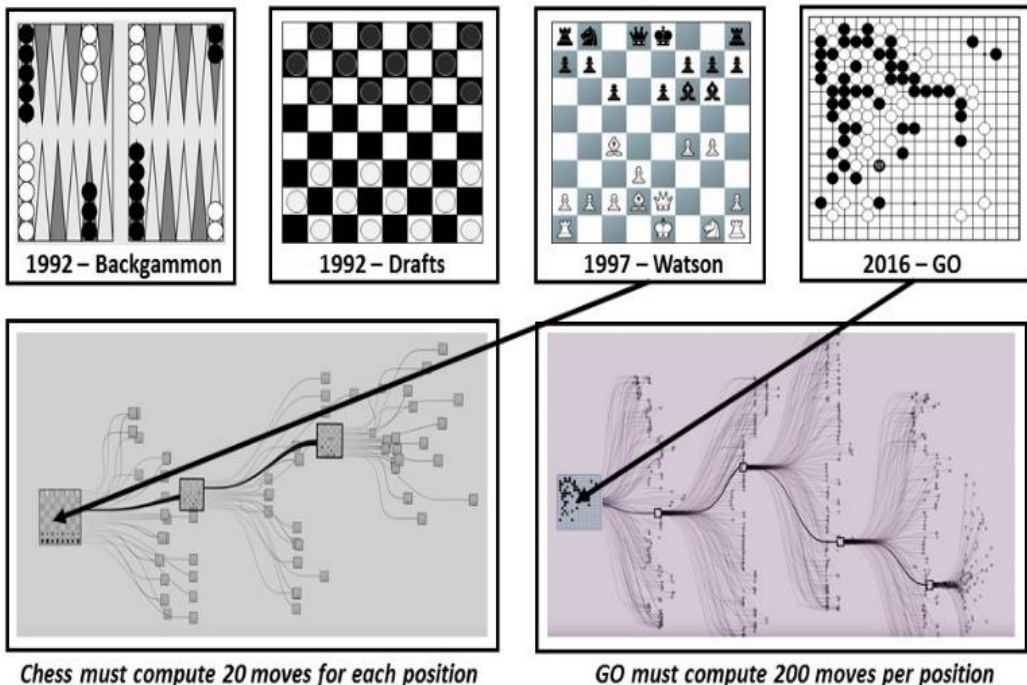 1992 – Backgammon
1992 – Drafts
1997 – Watson
2016 – GO
Chess must compute 20 moves for each position
GO must compute 200 moves per position